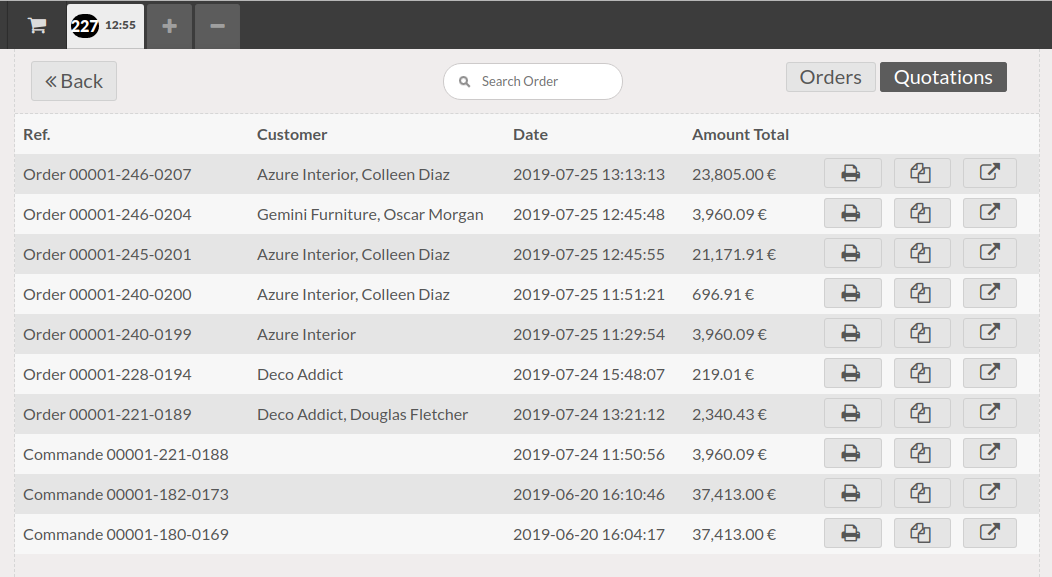 227 12:55
Back Search Order Orders Quotations
Ref. Customer Date Amount Total
Order 00001-246-0207 Azure Interior, Colleen Diaz 2019-07-25 13:13:13 23,805.00 €
Order 00001-246-0204 Gemini Furniture, Oscar Morgan 2019-07-25 12:45:48 3,960.09 €
Order 00001-245-0201 Azure Interior, Colleen Diaz 2019-07-25 12:45:55 21,171.91 €
Order 00001-240-0200 Azure Interior, Colleen Diaz 2019-07-25 11:51:21 696.91 €
Order 00001-240-0199 Azure Interior 2019-07-25 11:29:54 3,960.09 €
Order 00001-228-0194 Deco Addict 2019-07-24 15:48:07 219.01 €
Order 00001-221-0189 Deco Addict, Douglas Fletcher 2019-07-24 13:21:12 2,340.43 €
Commande 00001-221-0188 2019-07-24 11:50:56 3,960.09 €
Commande 00001-182-0173 2019-06-20 16:10:46 37,413.00 €
Commande 00001-180-0169 2019-06-20 16:04:17 37,413.00 €